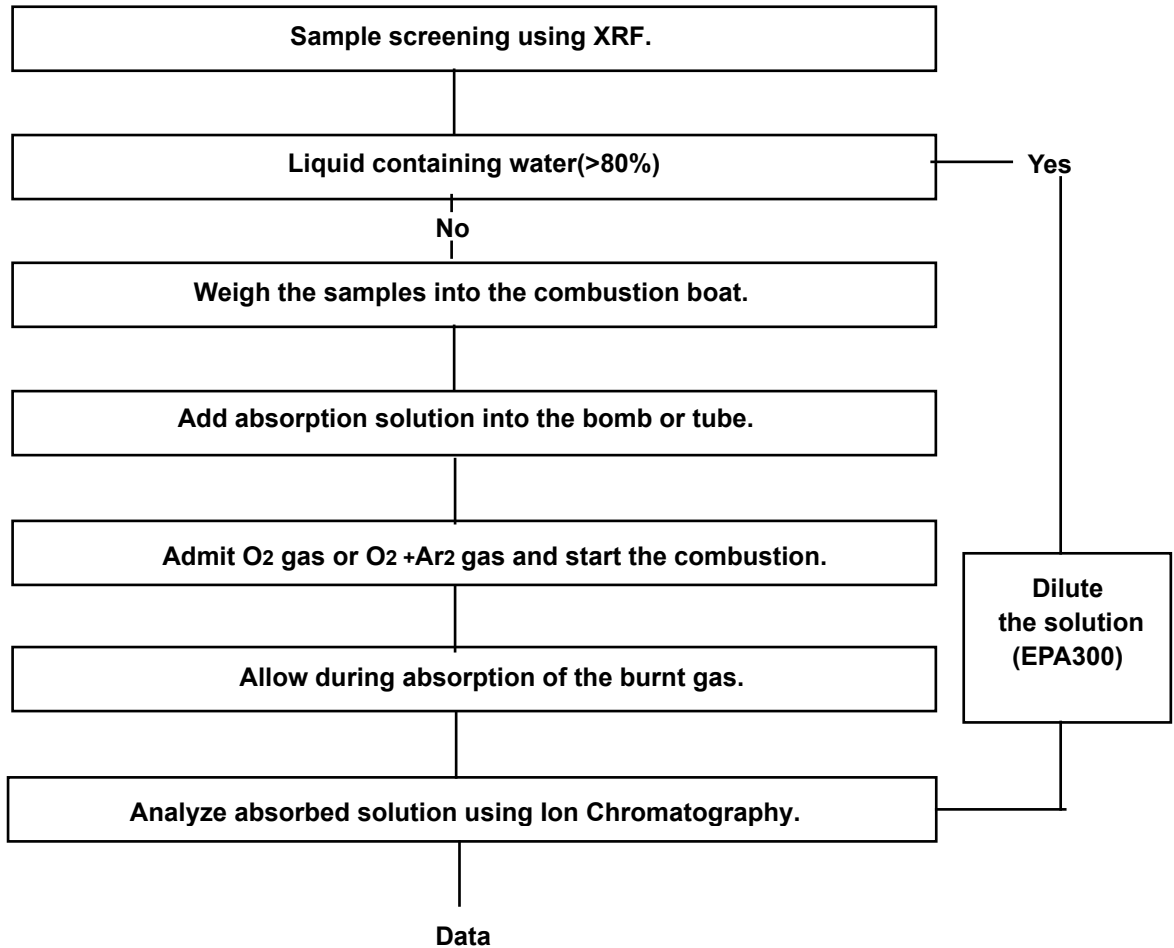 Sample screening using XRF.
Liquid containing water(>80%)
Yes
No
Weigh the samples into the combustion boat.
Add absorption solution into the bomb or tube.
Admit O2 gas or O2 +Ar2 gas and start the combustion.
Dilute
the solution
(EPA300)
Allow during absorption of the burnt gas.
Analyze absorbed solution using Ion Chromatography.
Data